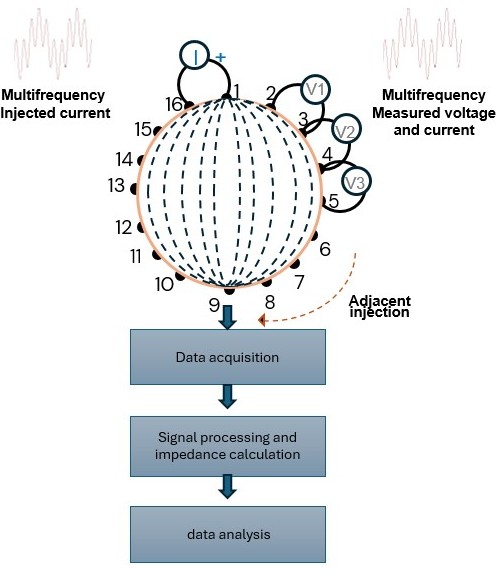 Multifrequency
Injected current
I +
Multifrequency
Measured voltage
and current
16
1
2
V1
15
3
V2
14
4
V3
13
5
12
6
11
7
10
8
9
Adjacent
injection
Data acquisition
Signal processing and
impedance calculation
data analysis